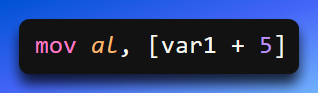 mov al, [var1 + 5]